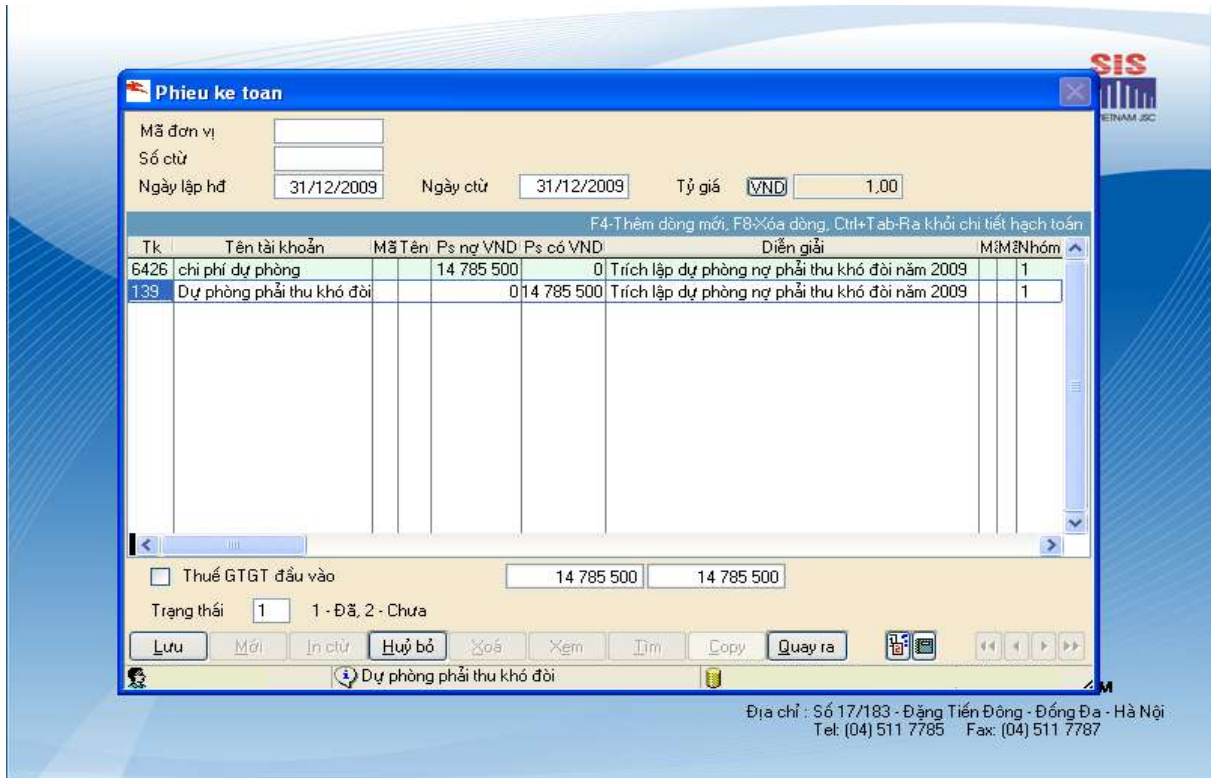 SIS
VIETNAM JSC
Phieu ke toan
Mã đơn vị
Số ctừ
Ngày lập hđ 31/12/2009 Ngày ctừ 31/12/2009 Tỷ giá VND 1,00
F4-Thêm dòng mới, F8-Xóa dòng, Ctrl+Tab-Ra khỏi chi tiết hạch toán
Tk Tên tài khoản Mã Tên Ps nợ VND Ps có VND Diễn giải Mã Mã Nhóm
6426 chi phí dự phòng 14 785 500 0 Trích lập dự phòng nợ phải thu khó đòi năm 2009 1
139 Dự phòng phải thu khó đòi 0 14 785 500 Trích lập dự phòng nợ phải thu khó đòi năm 2009 1
Thuế GTGT đầu vào 14 785 500 14 785 500
Trạng thái 1 1 - Đã, 2 - Chưa
Lưu Mới In ctừ Huỷ bỏ Xoá Xem Tìm Copy Quay ra
Dự phòng phải thu khó đòi
M
Địa chỉ : Số 17/183 - Đặng Tiến Đông - Đống Đa - Hà Nội
Tel: (04) 511 7785 Fax: (04) 511 7787